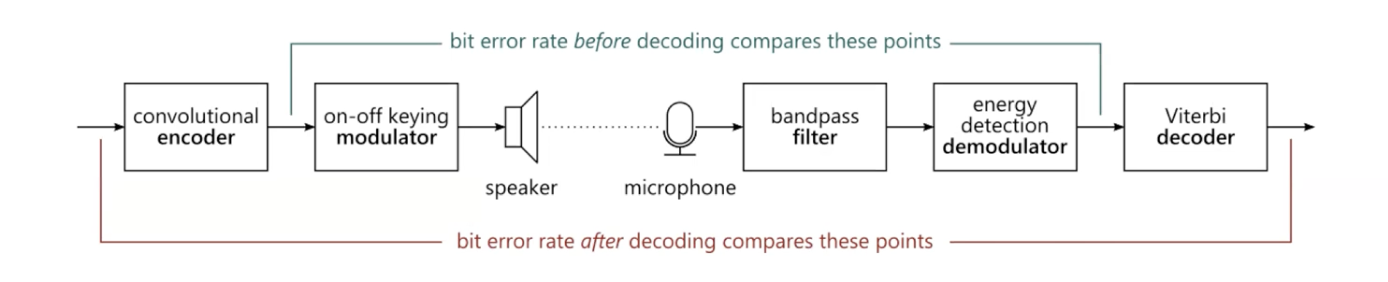 bit error rate before decoding compares these points
convolutional
encoder
on-off keying
modulator
speaker
microphone
bandpass
filter
energy
detection
demodulator
Viterbi
decoder
bit error rate after decoding compares these points